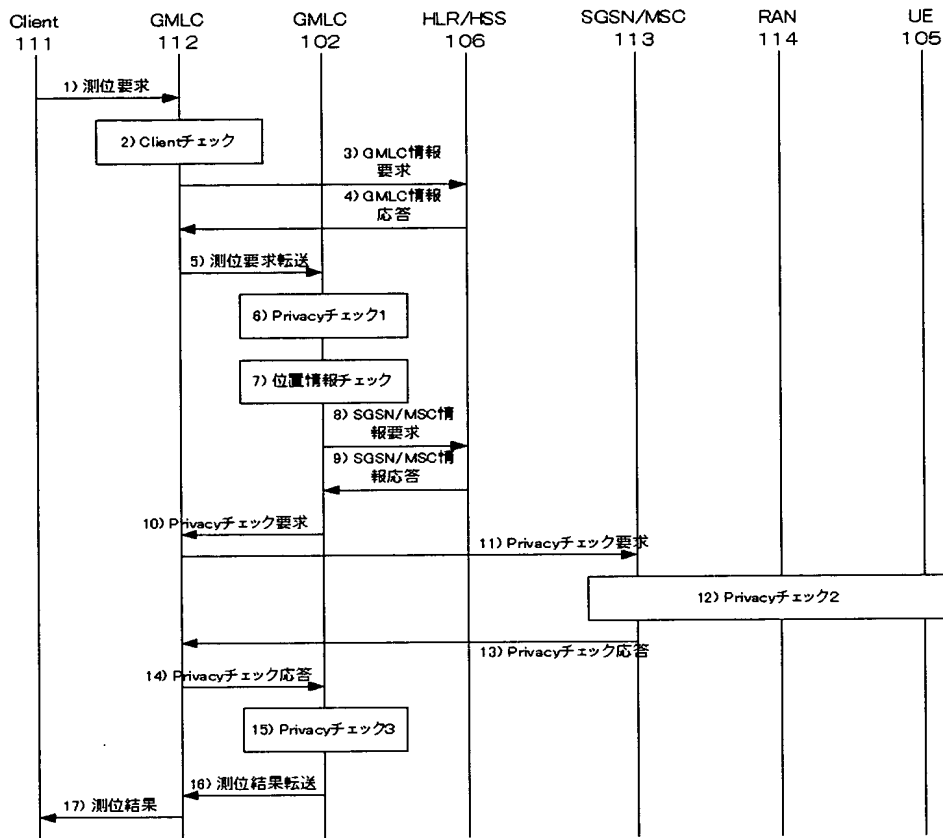 Client
111
GMLC
112
GMLC
102
HLR/HSS
106
SGSN/MSC
113
RAN
114
UE
105
1) 測位要求
2) Clientチェック
3) GMLC情報
要求
4) GMLC情報
応答
5) 測位要求転送
6) Privacyチェック1
7) 位置情報チェック
8) SGSN/MSC情
報要求
9) SGSN/MSC情
報応答
10) Privacyチェック要求
11) Privacyチェック要求
12) Privacyチェック2
13) Privacyチェック応答
14) Privacyチェック応答
15) Privacyチェック3
16) 測位結果転送
17) 測位結果